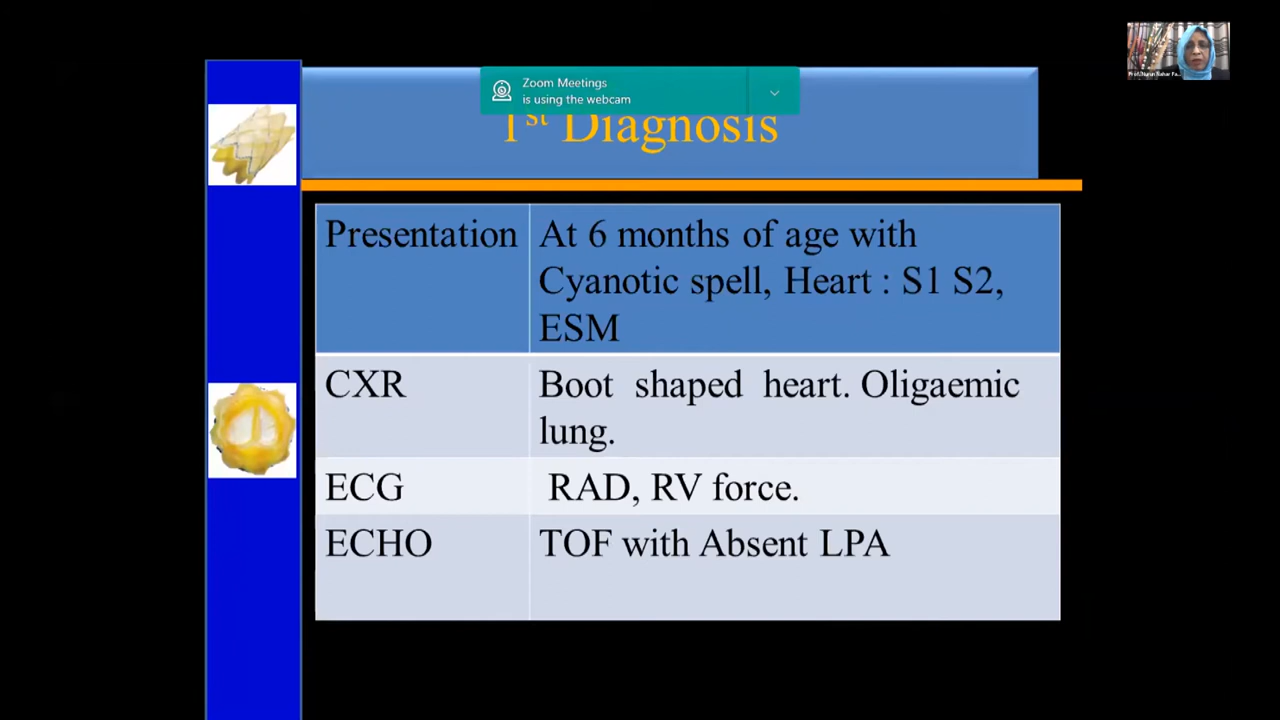 Zoom Meetings
is using the webcam
1st Diagnosis
Presentation
At 6 months of age with
Cyanotic spell, Heart : S1 S2,
ESM
CXR
Boot shaped heart. Oligaemic
lung.
ECG
RAD, RV force.
ECHO
TOF with Absent LPA